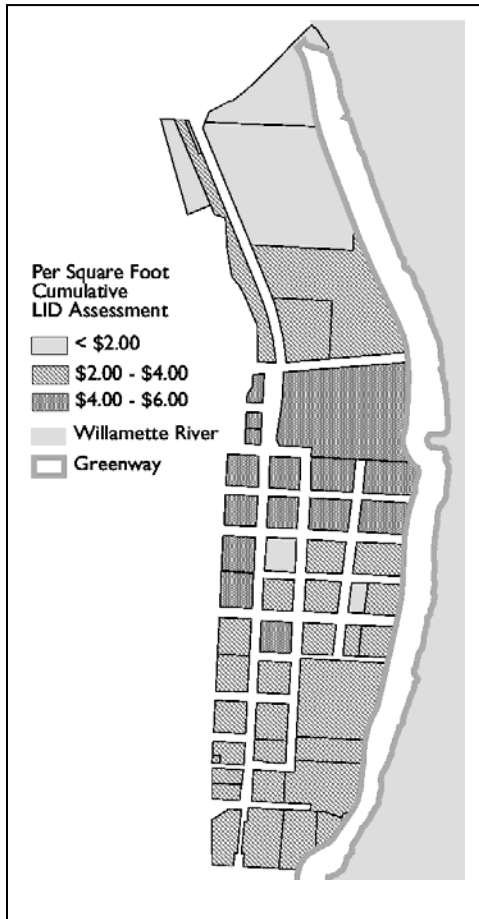 Per Square Foot
Cumulative
LID Assessment
< $2.00
$2.00 - $4.00
$4.00 - $6.00
Willamette River
Greenway